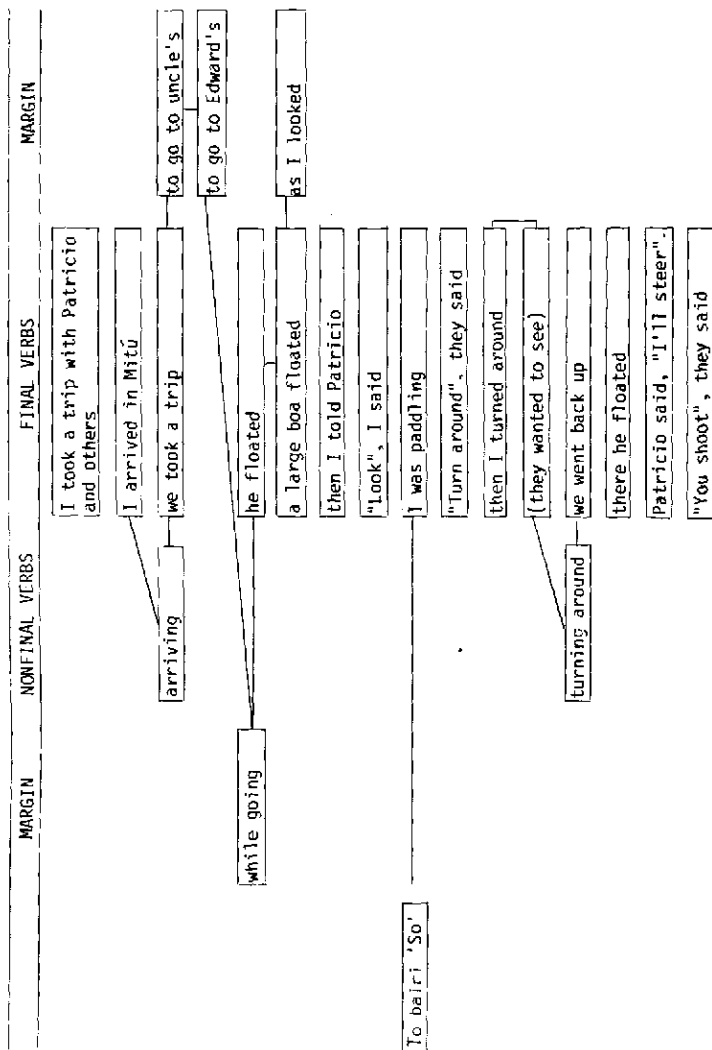 MARGIN NONFINAL VERBS FINAL VERBS MARGIN
I took a trip with Patricio
and others
I arrived in Mitú
arriving we took a trip to go to uncle's
to go to Edward's
while going he floated
a large boa floated as I looked
then I told Patricio
"Look", I said
To bairi 'So' I was paddling
"Turn around", they said
then I turned around
(they wanted to see)
turning around we went back up
there he floated
Patricio said, "I'll steer".
"You shoot", they said